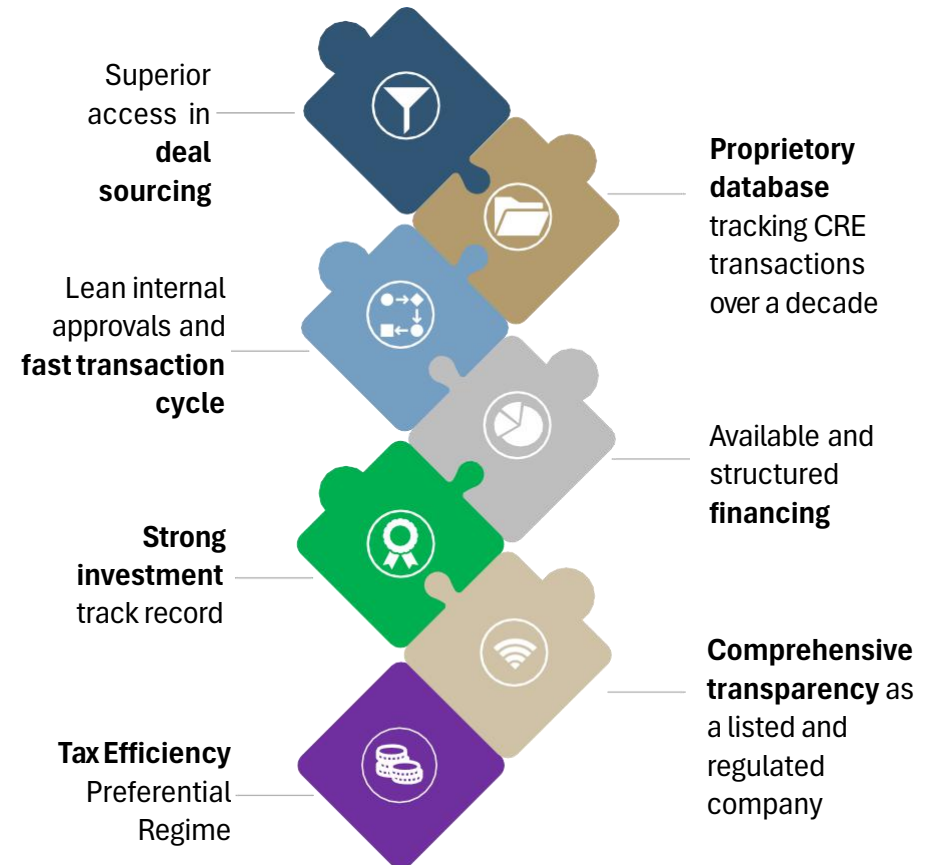 Superior
access in
deal
sourcing
Proprietory
database
tracking CRE
transactions
over a decade
Lean internal
approvals and
fast transaction
cycle
Available and
structured
financing
Strong
investment
track record
Comprehensive
transparency as
a listed and
regulated
company
Tax Efficiency
Preferential
Regime